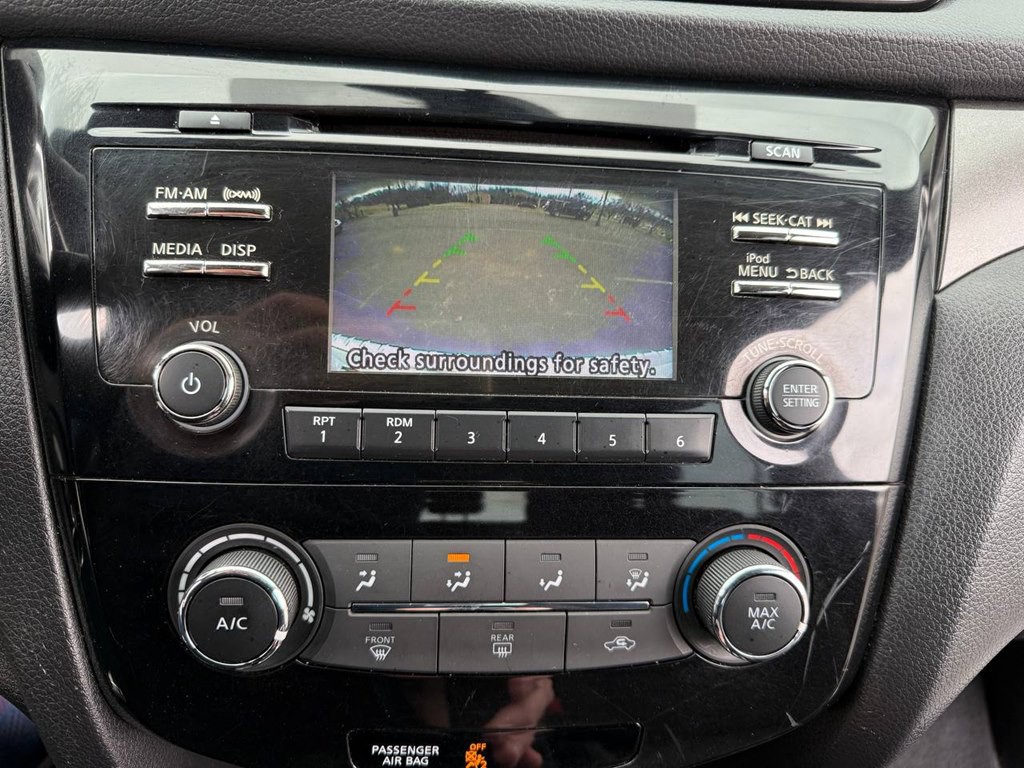 SCAN
FM·AM ((XM))
SEEK·CAT
MEDIA DISP
iPod
MENU BACK
VOL
TUNE·SCROLL
Check surroundings for safety.
ENTER
SETTING
RPT
1
RDM
2
3
4
5
6
A/C
MAX
A/C
FRONT
REAR
PASSENGER
AIR BAG
OFF